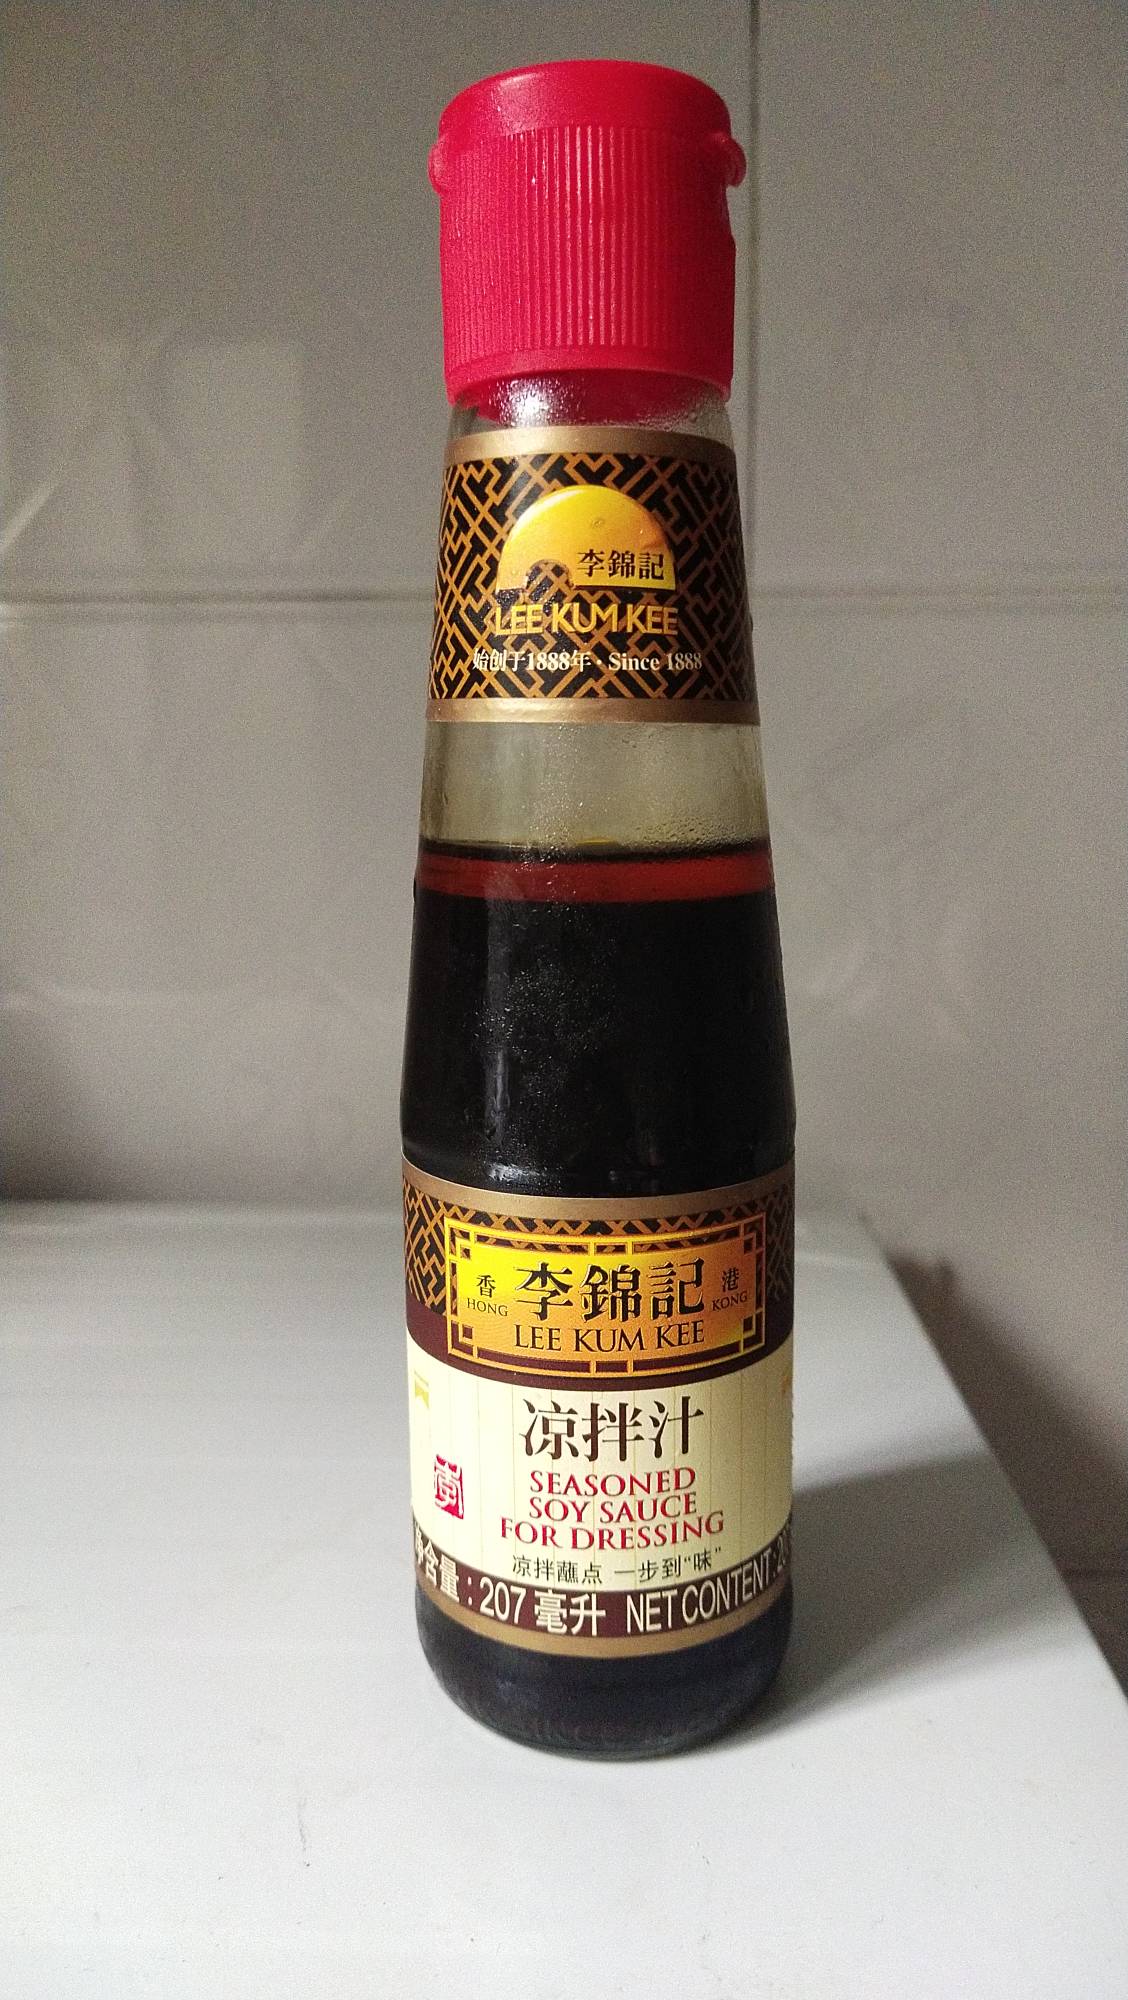 李錦記
LEE KUM KEE
始创于1888年·Since 1888
香 李錦記 港
HONG LEE KUM KEE KONG
凉拌汁
SEASONED
SOY SAUCE
FOR DRESSING
凉拌蘸点 一步到“味”
净含量：207 毫升 NET CONTENT: